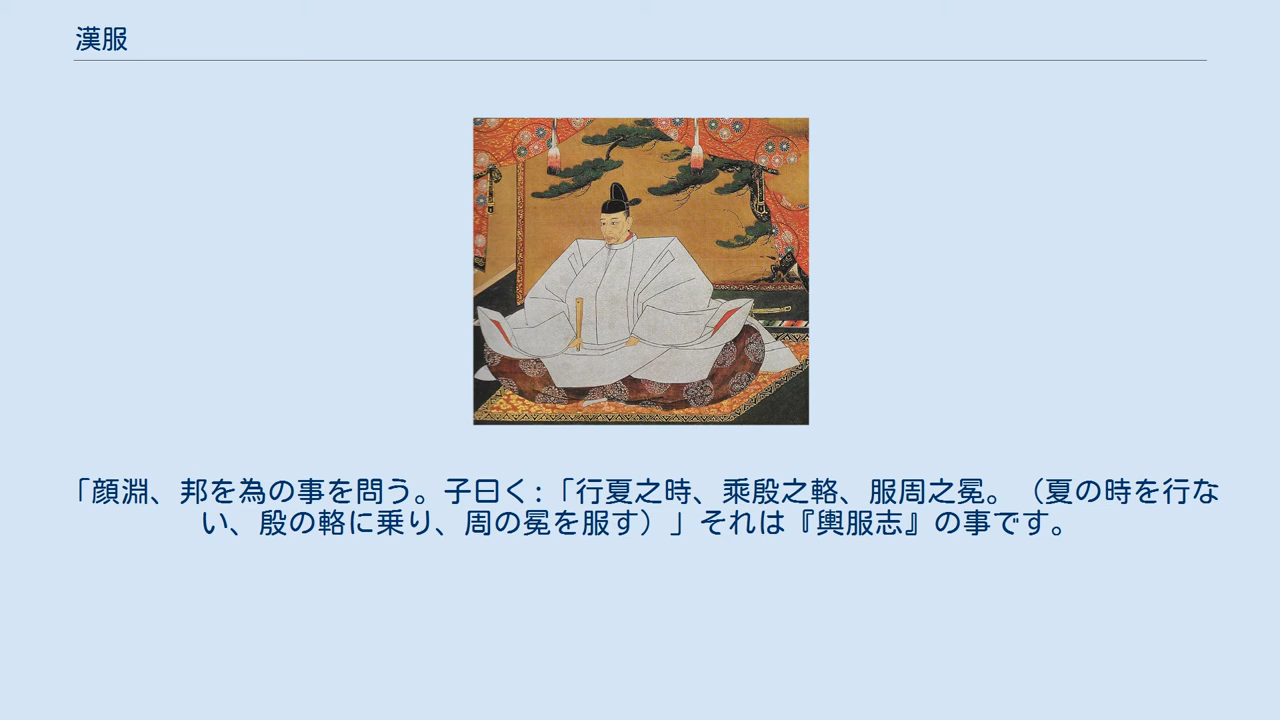 漢服
「顔淵、邦を為の事を問う。子曰く:「行夏之時、乘殷之輅、服周之冕。（夏の時を行な
い、殷の輅に乗り、周の冕を服す）」それは『輿服志』の事です。